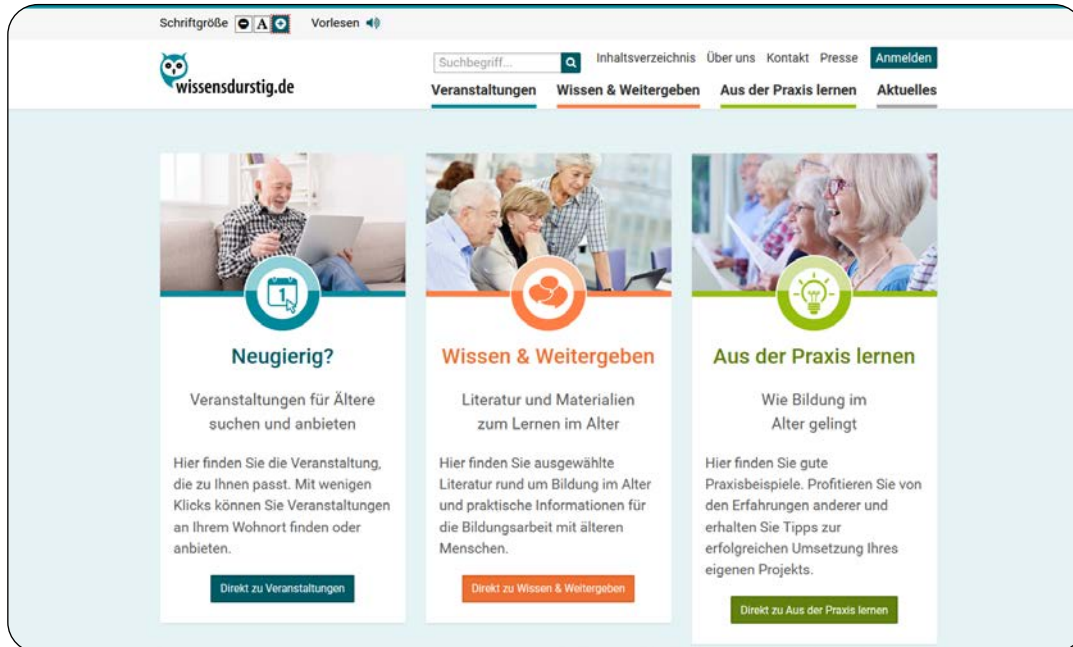 Schriftgröße A Vorlesen
Suchbegriff... Inhaltsverzeichnis Über uns Kontakt Presse Anmelden
wissensdurstig.de
Veranstaltungen Wissen & Weitergeben Aus der Praxis lernen Aktuelles
1
Neugierig?
Veranstaltungen für Ältere
suchen und anbieten
Hier finden Sie die Veranstaltung,
die zu Ihnen passt. Mit wenigen
Klicks können Sie Veranstaltungen
an Ihrem Wohnort finden oder
anbieten.
Direkt zu Veranstaltungen
Wissen & Weitergeben
Literatur und Materialien
zum Lernen im Alter
Hier finden Sie ausgewählte
Literatur rund um Bildung im Alter
und praktische Informationen für
die Bildungsarbeit mit älteren
Menschen.
Direkt zu Wissen & Weitergeben
Aus der Praxis lernen
Wie Bildung im
Alter gelingt
Hier finden Sie gute
Praxisbeispiele. Profitieren Sie von
den Erfahrungen anderer und
erhalten Sie Tipps zur
erfolgreichen Umsetzung Ihres
eigenen Projekts.
Direkt zu Aus der Praxis lernen